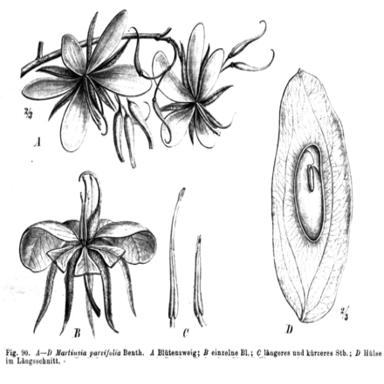 2/3
A
B
C
D
2/3
Fig. 90. A—D Martiusia parvifolia Benth. A Blütenzweig; B einzelne Bl.; C längeres und kürzeres Stb.; D Hülse
im Längsschnitt.